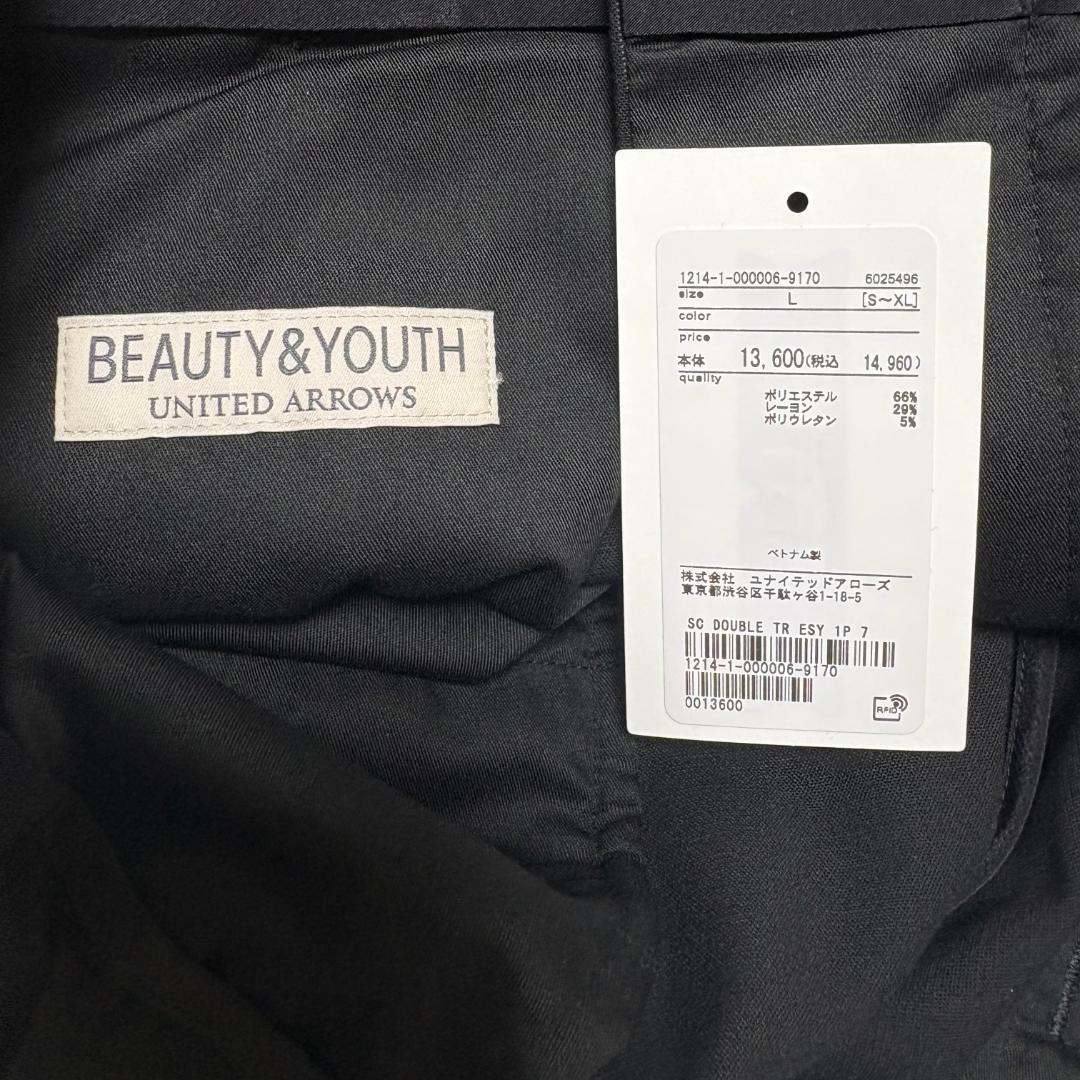 BEAUTY&YOUTH
UNITED ARROWS
1214-1-000006-9170 6025496
size L [S～XL]
color
price
本体 13,600(税込 14,960)
quality
ポリエステル 66%
レーヨン 29%
ポリウレタン 5%
ベトナム製
株式会社 ユナイテッドアローズ
東京都渋谷区千駄ヶ谷1-18-5
SC DOUBLE TR ESY 1P 7
1214-1-000006-9170
0013600
RFID